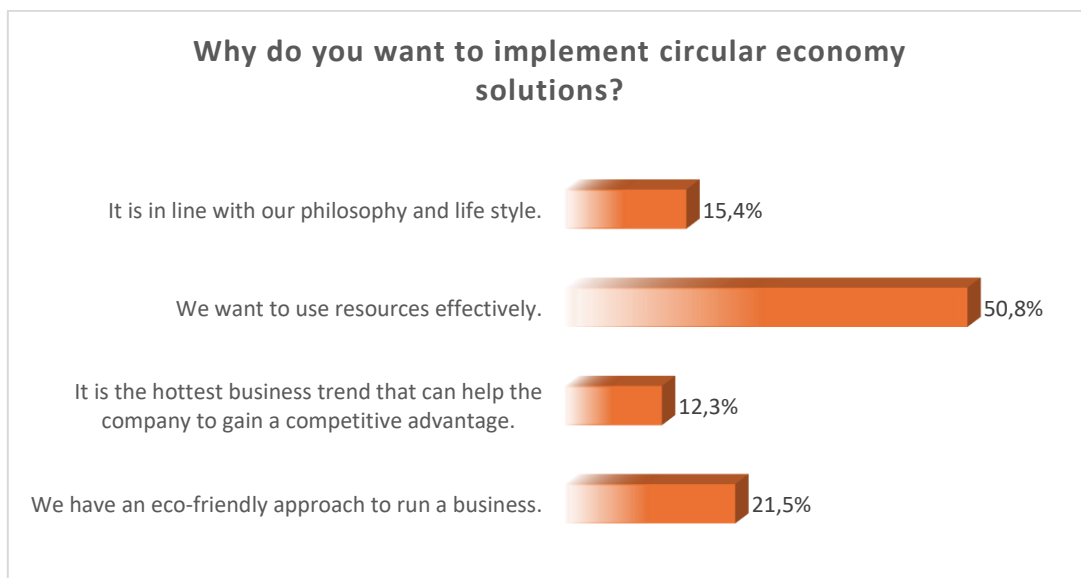 Why do you want to implement circular economy
solutions?
It is in line with our philosophy and life style.
15,4%
We want to use resources effectively.
50,8%
It is the hottest business trend that can help the
company to gain a competitive advantage.
12,3%
We have an eco-friendly approach to run a business.
21,5%